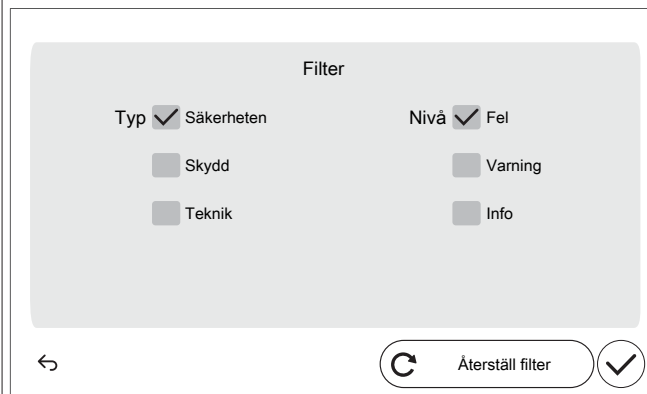 Filter
Typ Säkerheten Nivå Fel
Skydd Varning
Teknik Info
Återställ filter